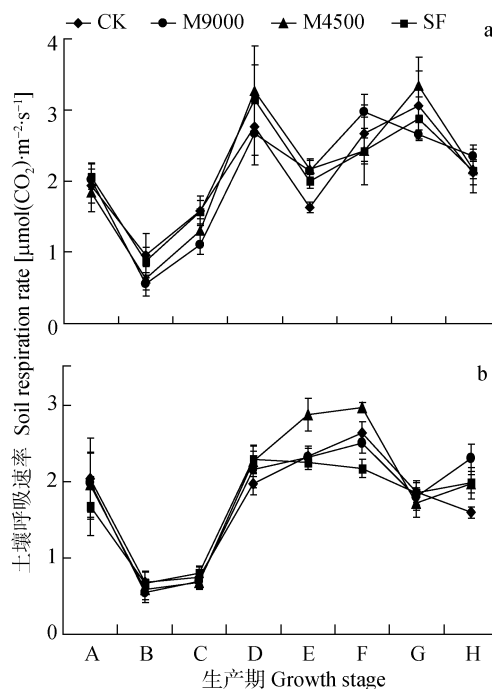 CK M9000 M4500 SF
a
4
3
2
1
0
b
3
2
1
0
A B C D E F G H
生产期 Growth stage
土壤呼吸速率 Soil respiration rate [μmol(CO₂)·m⁻²·s⁻¹]